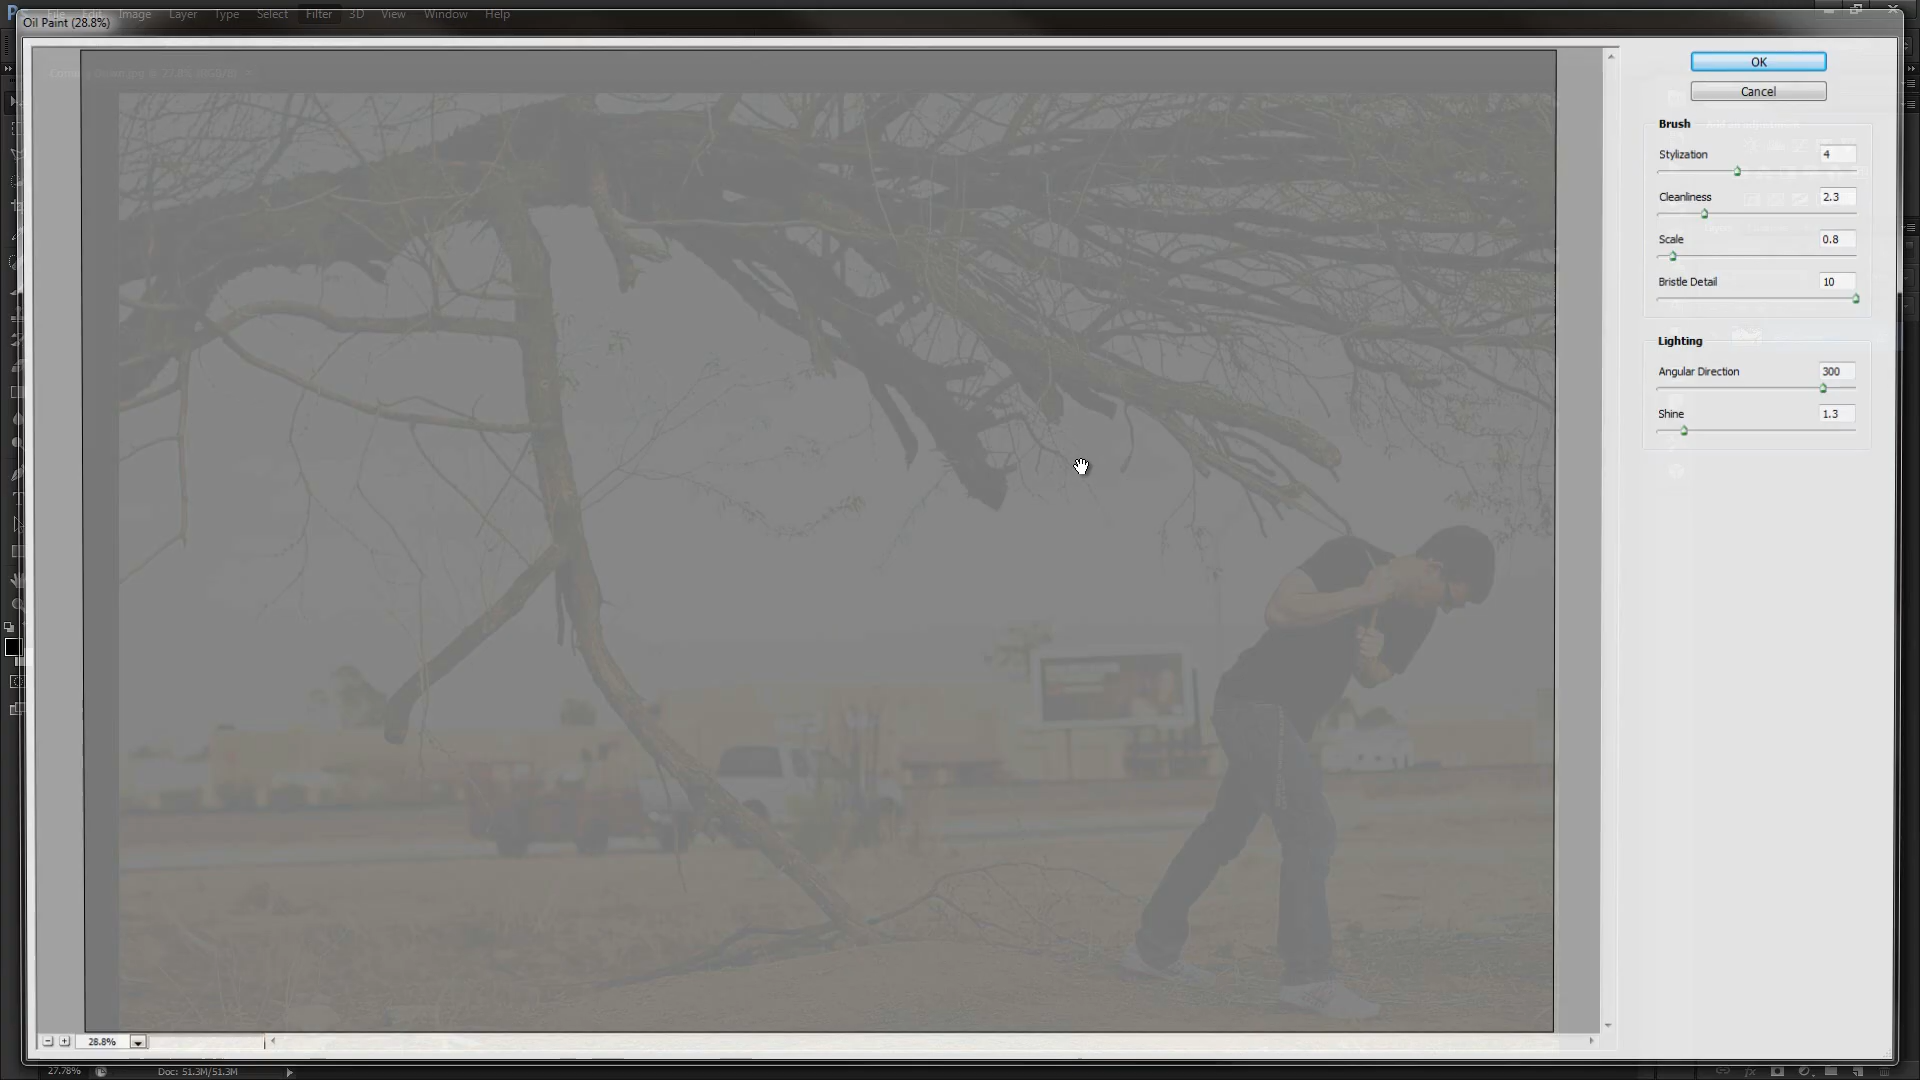 File Edit Image Layer Type Select Filter 3D View Window Help
Oil Paint (28.8%)
OK
Cancel
Brush
Stylization 4
Cleanliness 2.3
Scale 0.8
Bristle Detail 10
Lighting
Angular Direction 300
Shine 1.3
28.8%
27.78% Doc: 51.3M/51.3M